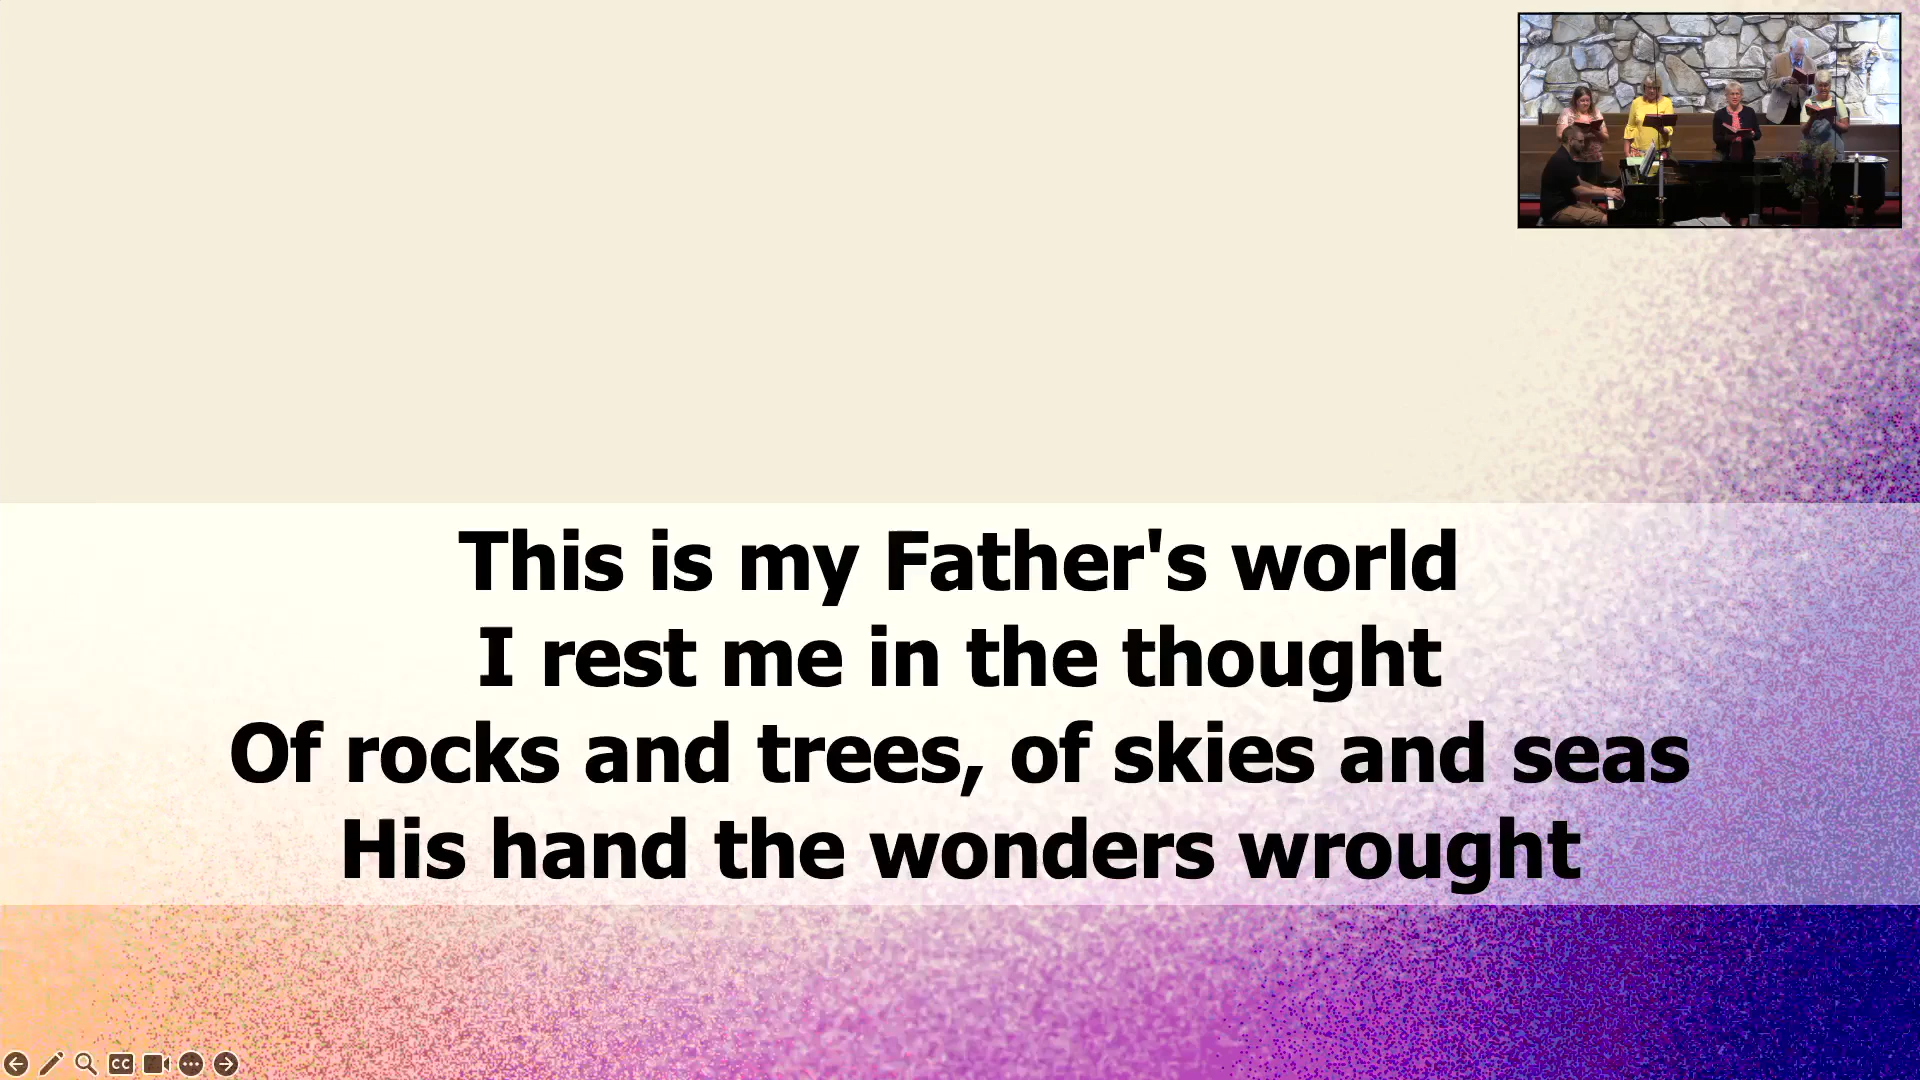 This is my Father's world
I rest me in the thought
Of rocks and trees, of skies and seas
His hand the wonders wrought
CC